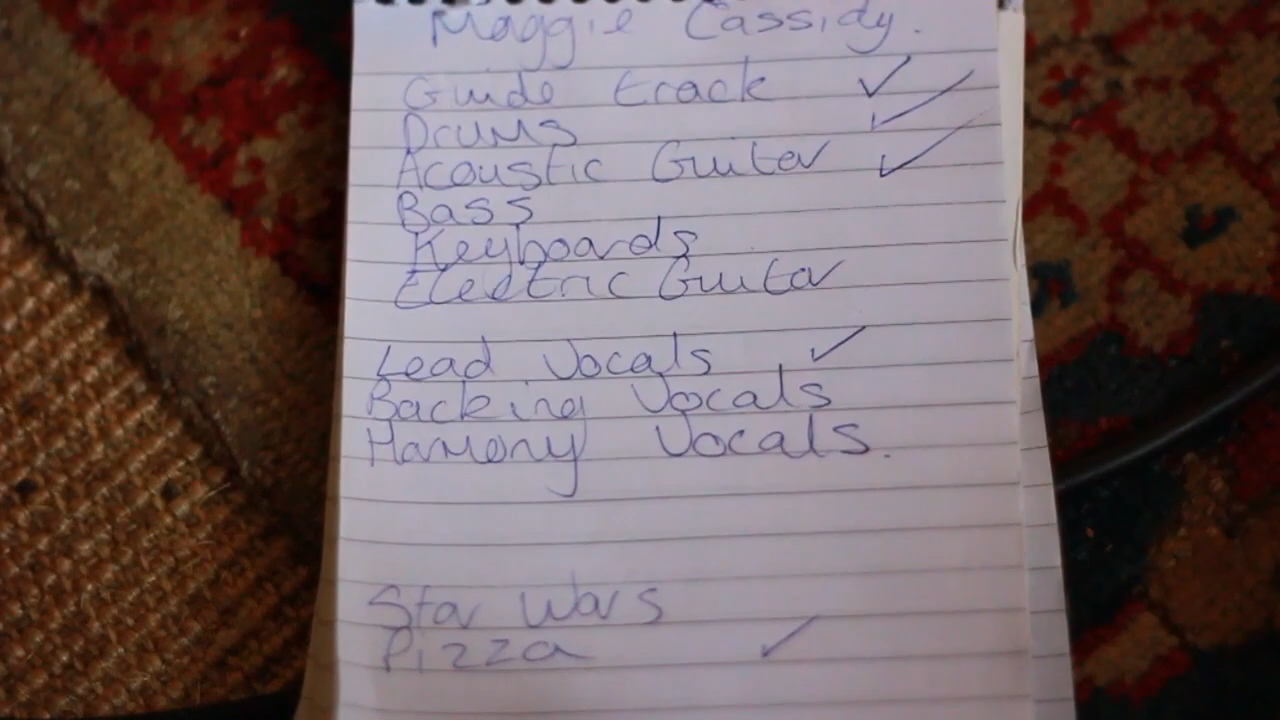 Maggie Cassidy.
Guide track ✓
Drums ✓
Acoustic Guitar ✓
Bass
Keyboards
Electric Guitar
Lead Vocals ✓
Backing Vocals
Harmony Vocals.
Star Wars
Pizza ✓